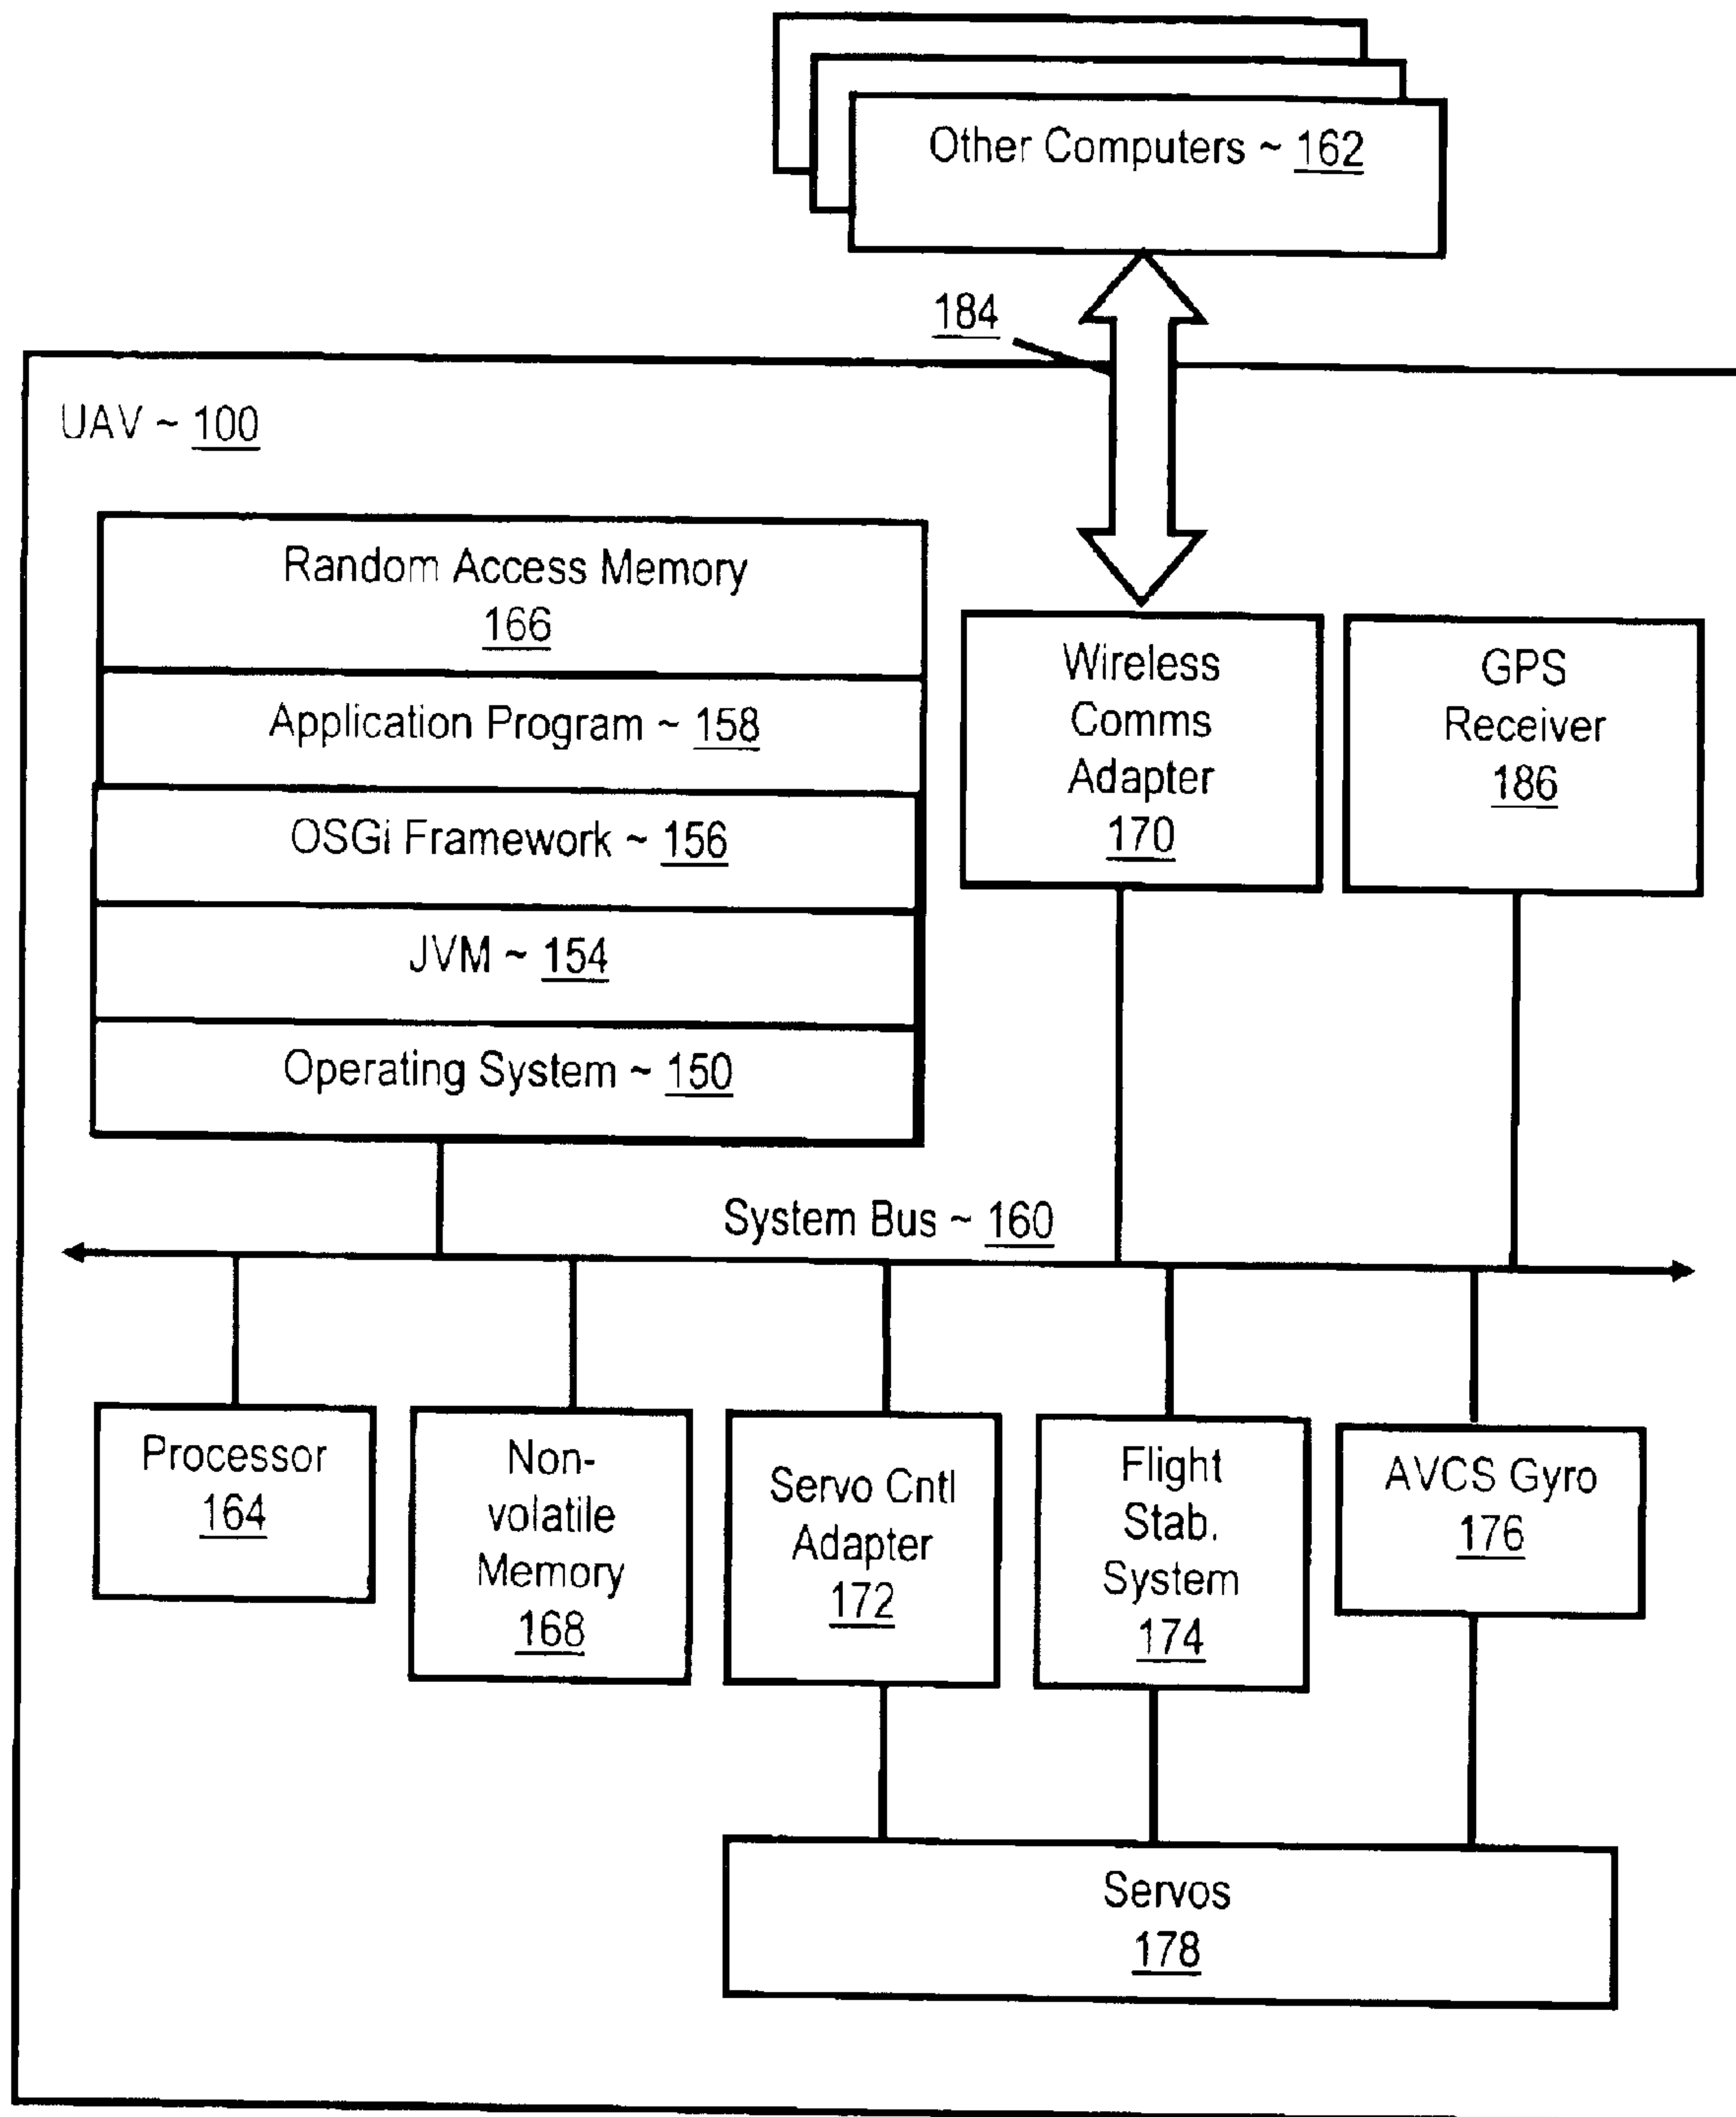 Other Computers ~ 162
184
UAV ~ 100
Random Access Memory
166
Application Program ~ 158
OSGi Framework ~ 156
JVM ~ 154
Operating System ~ 150
Wireless
Comms
Adapter
170
GPS
Receiver
186
System Bus ~ 160
Processor
164
Non-
volatile
Memory
168
Servo Cntl
Adapter
172
Flight
Stab.
System
174
AVCS Gyro
176
Servos
178